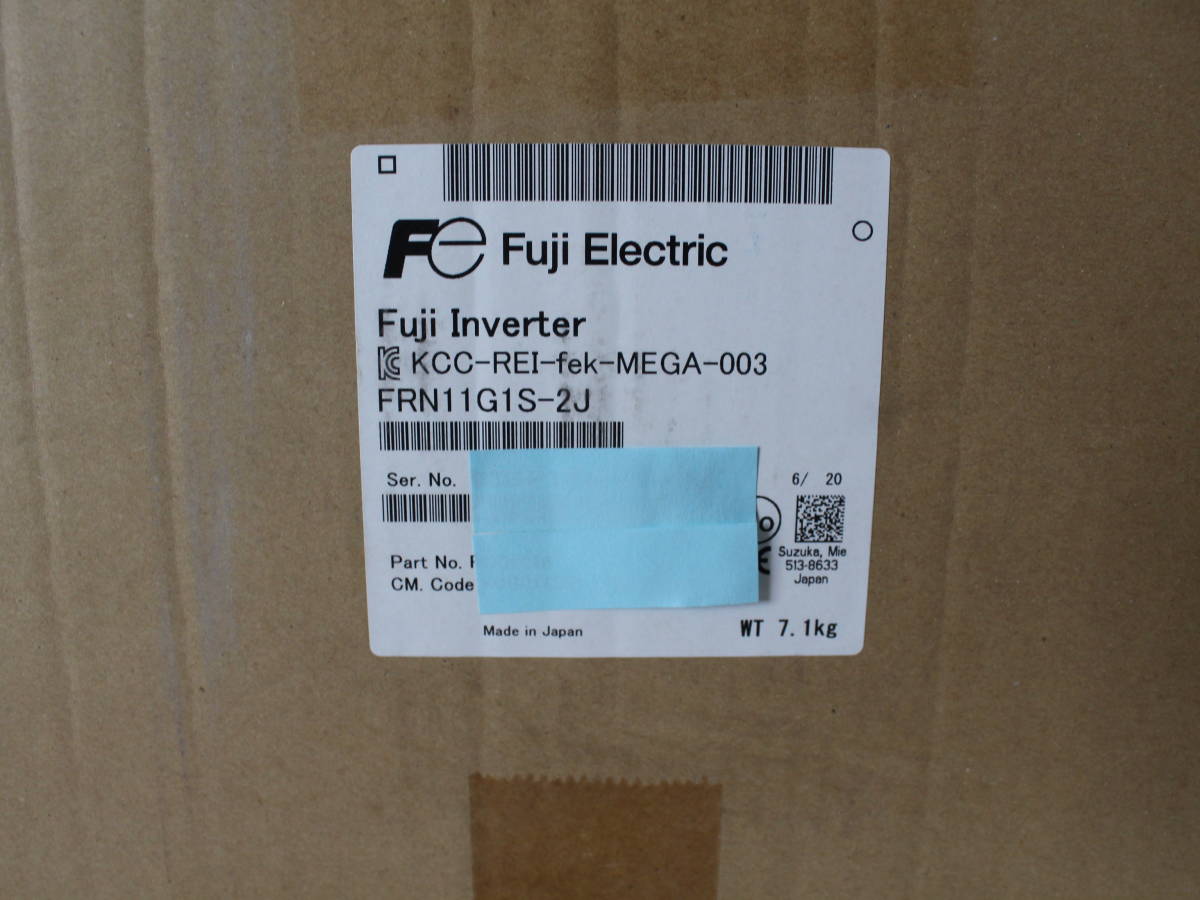 Fe Fuji Electric
Fuji Inverter
KCC-REI-fek-MEGA-003
FRN11G1S-2J
Ser. No.
6/ 20
Suzuka, Mie
Part No.
513-8633
CM. Code
Japan
Made in Japan
WT 7.1kg